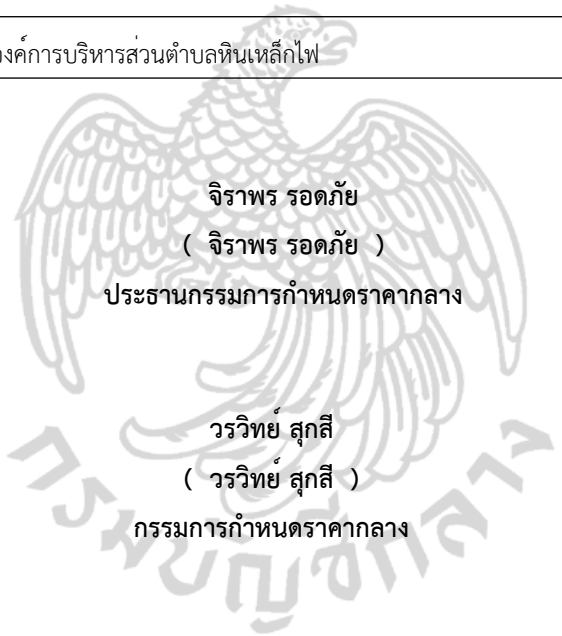 องค์การบริหารส่วนตำบลหินเหล็กไฟ
จิราพร รอดภัย
( จิราพร รอดภัย )
ประธานกรรมการกำหนดราคากลาง
วรวิทย์ สุกสี
( วรวิทย์ สุกสี )
กรรมการกำหนดราคากลาง
กรมบัญชีกลาง